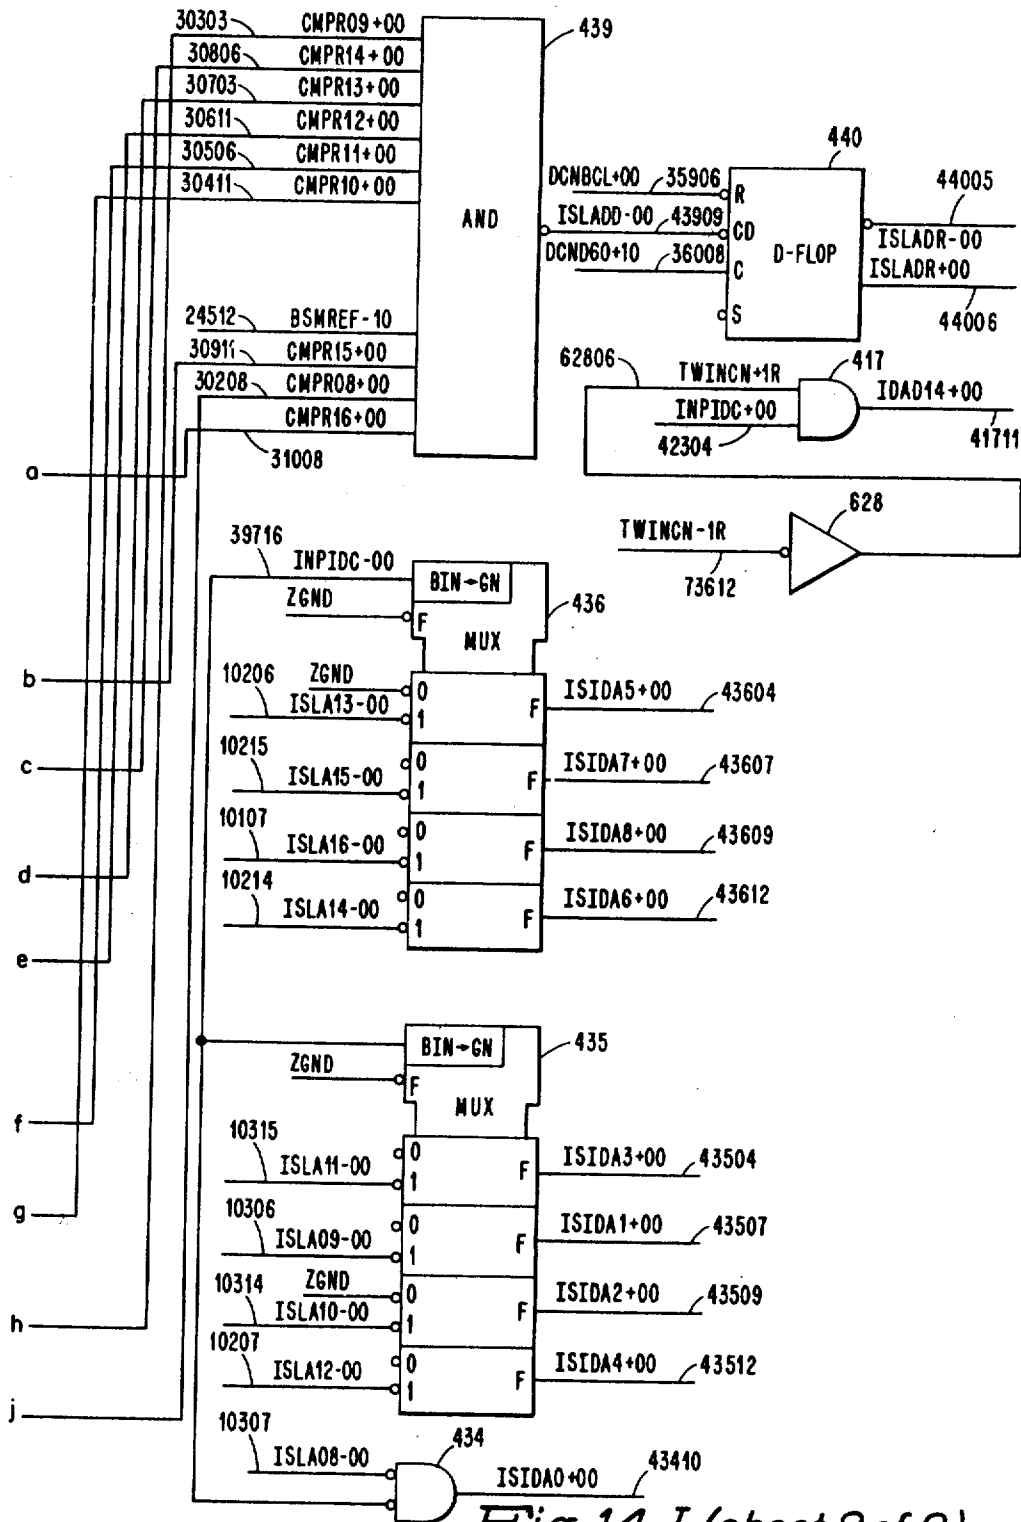 30303 CMPR09+00
30806 CMPR14+00
30703 CMPR13+00
30611 CMPR12+00
30506 CMPR11+00
30411 CMPR10+00
439
AND
24512 BSMREF-10
30911 CMPR15+00
30208 CMPR08+00
CMPR16+00
31008
a
440
DCNBCL+00 35906 R
ISLADD-00 43909 CD
DCND60+10 36008 C
S
D-FLOP
44005
ISLADR-00
ISLADR+00
44006
62806 TWINCN+1R 417
INPIDC+00 IDAD14+00
42304 41711
TWINCN-1R 628
73612
39716 INPIDC-00 BIN→GN
ZGND F 436
MUX
b
10206 ZGND 0 ISIDA5+00 43604
ISLA13-00 1 F
c
10215 ISLA15-00 0 ISIDA7+00 43607
1 F
10107 ISLA16-00 0 ISIDA8+00 43609
1 F
d
10214 ISLA14-00 0 ISIDA6+00 43612
1 F
e
BIN→GN 435
ZGND F
MUX
f
10315 ISLA11-00 0 ISIDA3+00 43504
1 F
g
10306 ISLA09-00 0 ISIDA1+00 43507
1 F
10314 ZGND 0 ISIDA2+00 43509
ISLA10-00 1 F
h
10207 ISLA12-00 0 ISIDA4+00 43512
1 F
j
10307 ISLA08-00 434
ISIDA0+00 43410
Fig. 14 I (sheet 2 of 2)